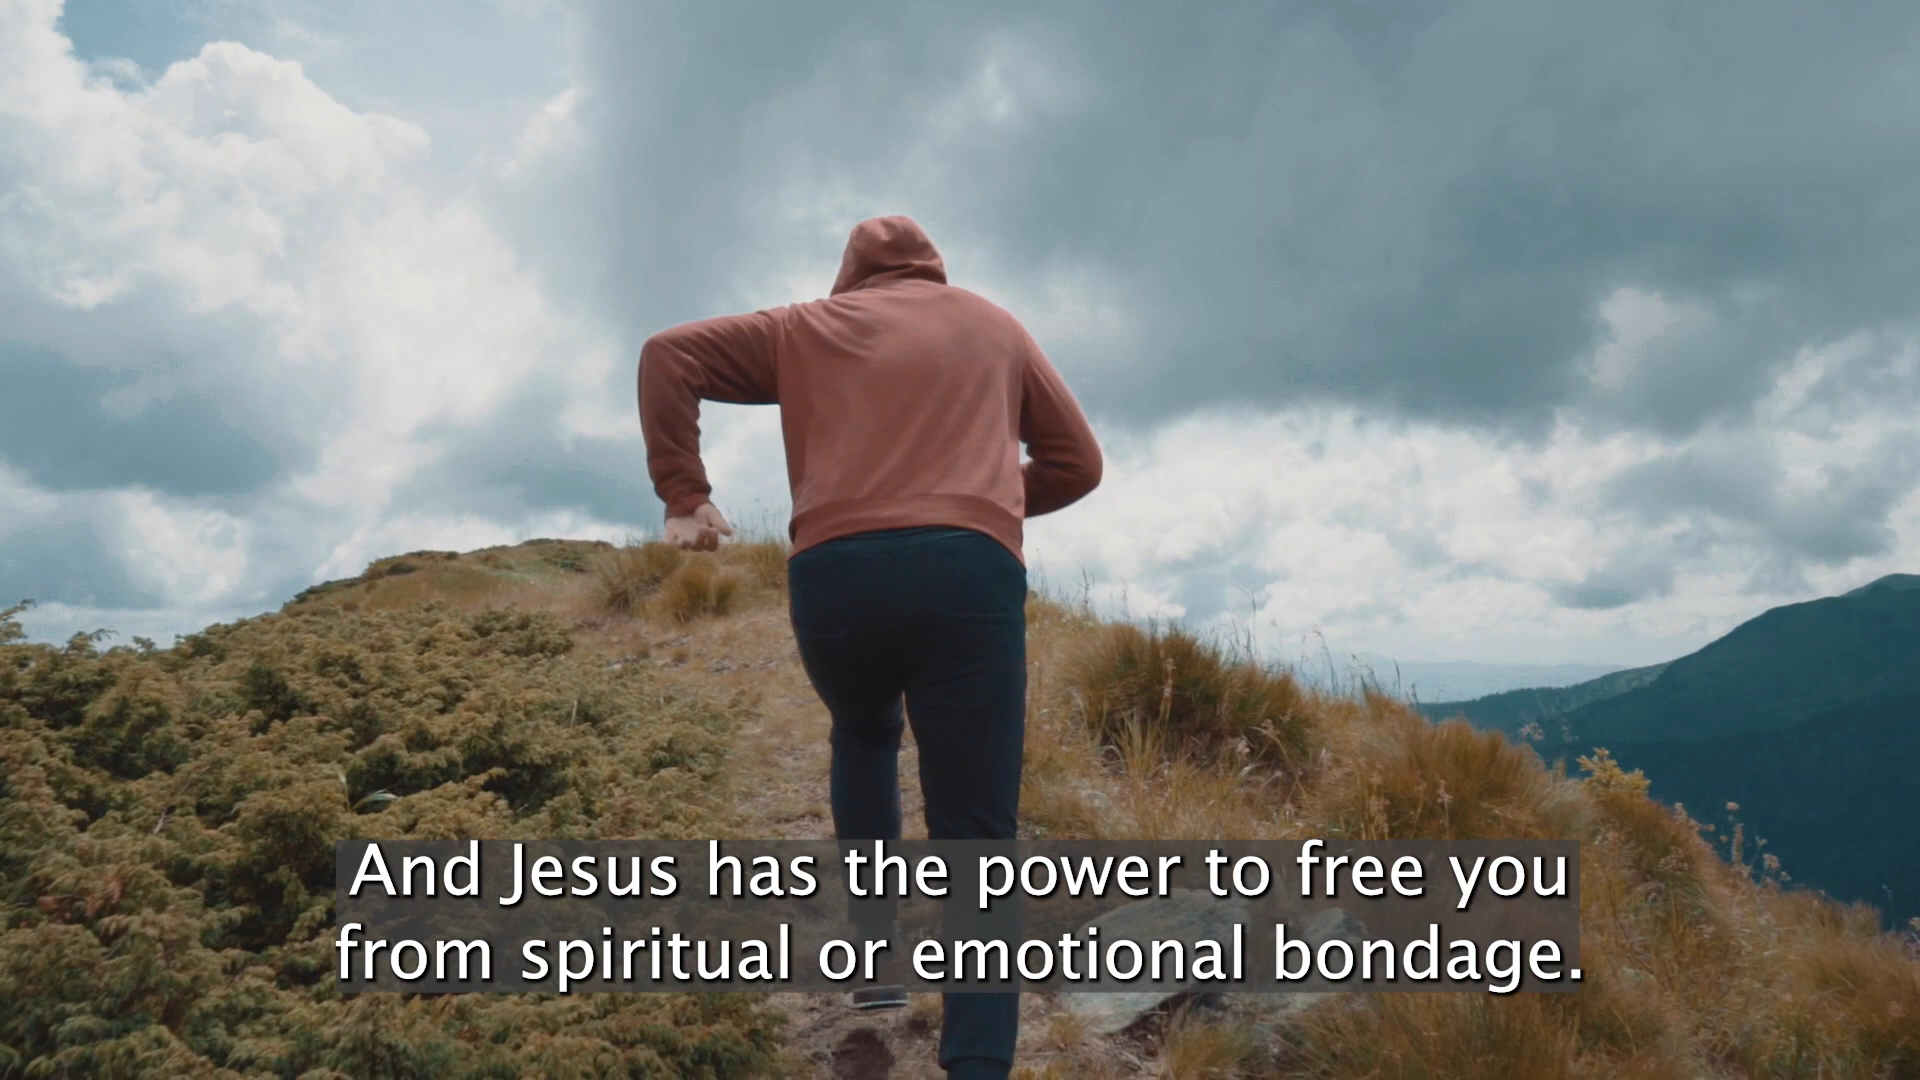 And Jesus has the power to free you
from spiritual or emotional bondage.